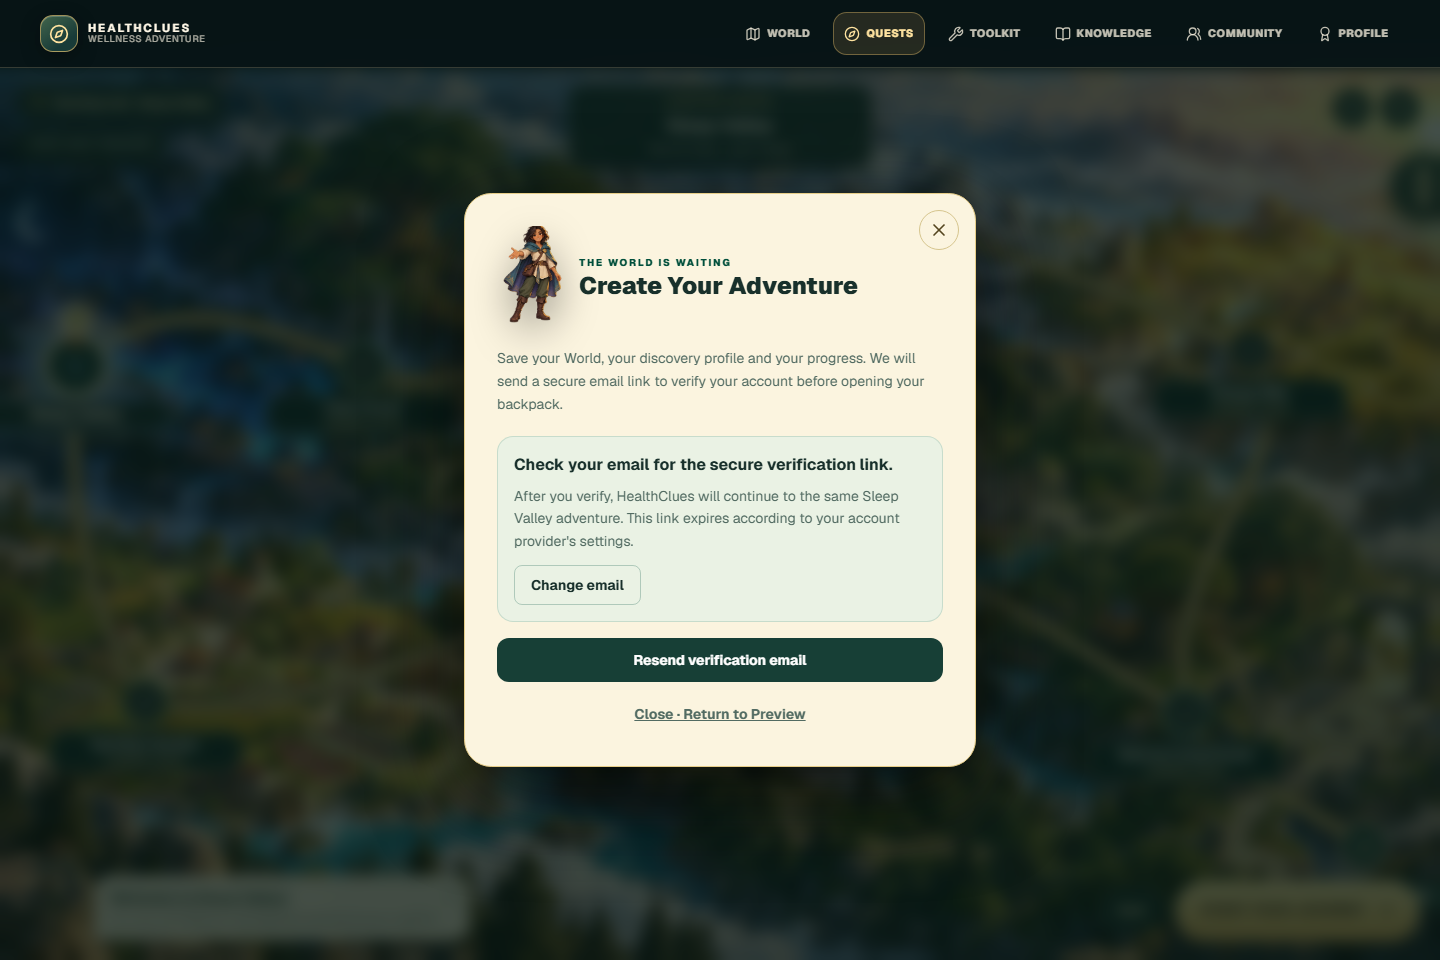 HEALTHCLUES
WELLNESS ADVENTURE
WORLD
QUESTS
TOOLKIT
KNOWLEDGE
COMMUNITY
PROFILE
THE WORLD IS WAITING
Create Your Adventure
Save your World, your discovery profile and your progress. We will
send a secure email link to verify your account before opening your
backpack.
Check your email for the secure verification link.
After you verify, HealthClues will continue to the same Sleep
Valley adventure. This link expires according to your account
provider's settings.
Change email
Resend verification email
Close · Return to Preview